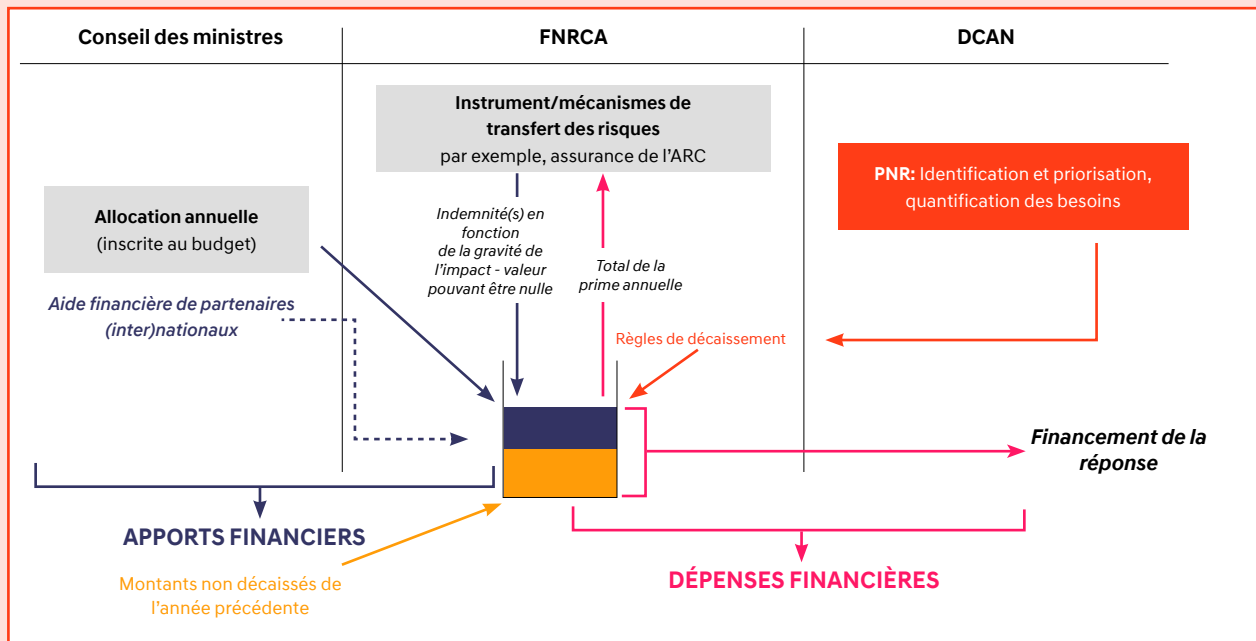 Conseil des ministres
FNRCA
DCAN
Instrument/mécanismes de
transfert des risques
par exemple, assurance de l'ARC
PNR: Identification et priorisation,
quantification des besoins
Allocation annuelle
(inscrite au budget)
Indemnité(s) en
fonction
de la gravité de
l'impact - valeur
pouvant être nulle
Total de la
prime annuelle
Aide financière de partenaires
(inter)nationaux
Règles de décaissement
Financement de la
réponse
APPORTS FINANCIERS
Montants non décaissés de
l'année précédente
DÉPENSES FINANCIÈRES